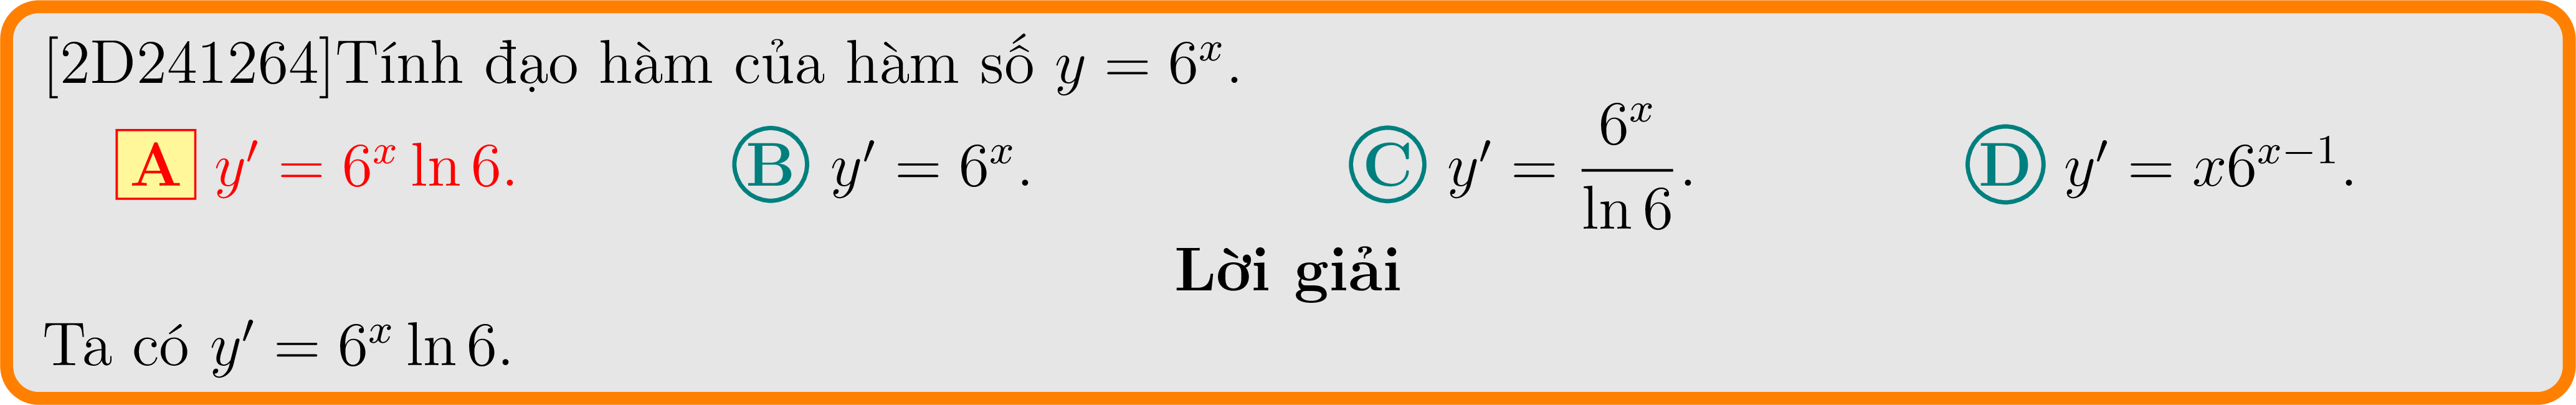 [2D241264]Tính đạo hàm của hàm số y = 6^x.
A y′ = 6^x ln 6. B y′ = 6^x. C y′ = \frac{6^x}{ln 6}. D y′ = x6^{x−1}.
Lời giải
Ta có y′ = 6^x ln 6.